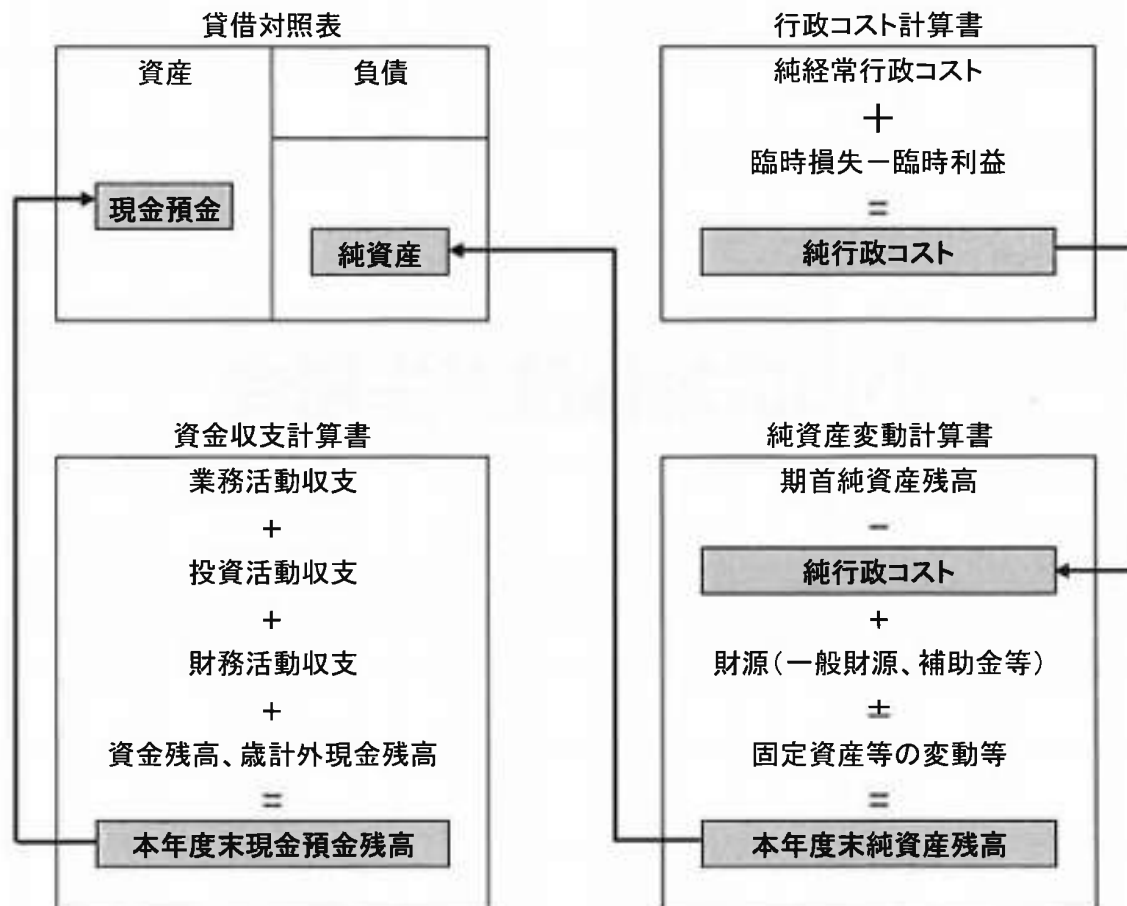 貸借対照表
資産
負債
現金預金
純資産
行政コスト計算書
純経常行政コスト
+
臨時損失-臨時利益
=
純行政コスト
資金収支計算書
業務活動収支
+
投資活動収支
+
財務活動収支
+
資金残高、歳計外現金残高
=
本年度末現金預金残高
純資産変動計算書
期首純資産残高
-
純行政コスト
+
財源(一般財源、補助金等)
±
固定資産等の変動等
=
本年度末純資産残高